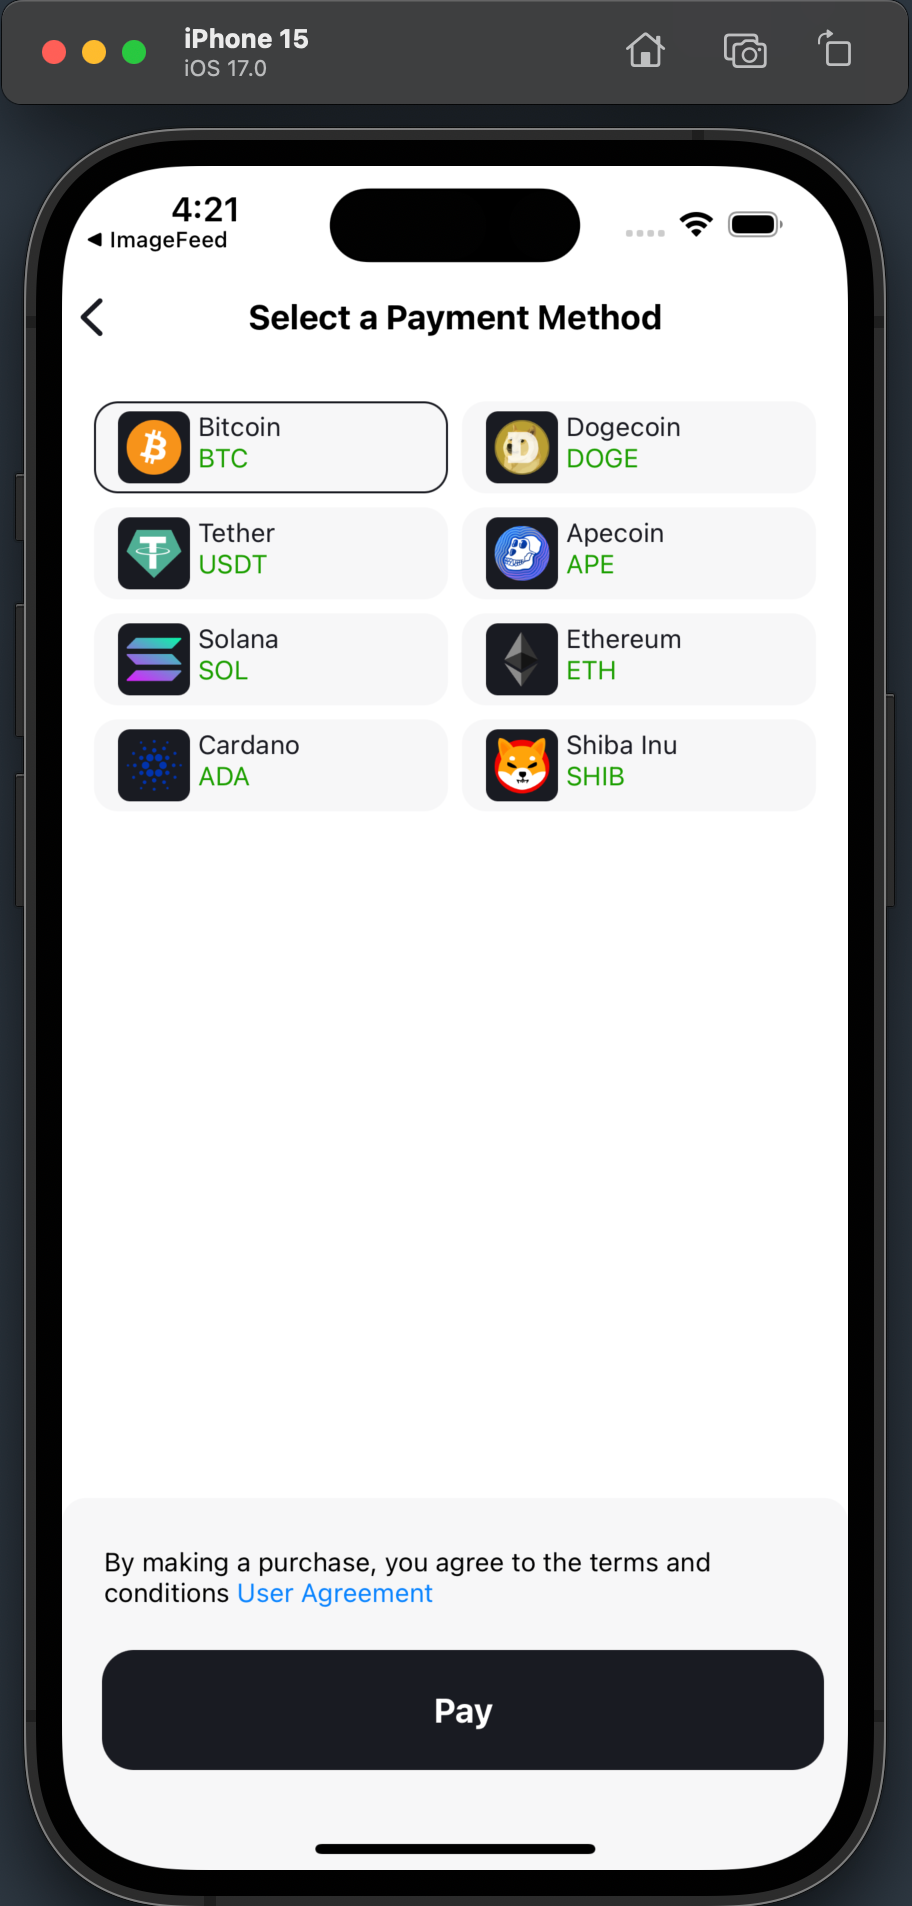 iPhone 15
iOS 17.0
4:21
ImageFeed
Select a Payment Method
Bitcoin
BTC
Dogecoin
DOGE
Tether
USDT
Apecoin
APE
Solana
SOL
Ethereum
ETH
Cardano
ADA
Shiba Inu
SHIB
By making a purchase, you agree to the terms and
conditions User Agreement
Pay